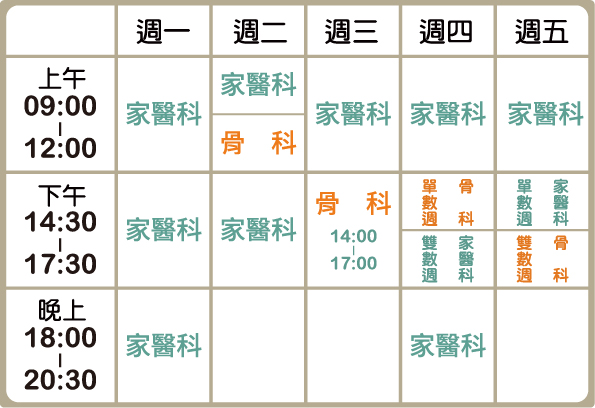 週一 週二 週三 週四 週五
上午
09:00
|
12:00
家醫科
家醫科
骨 科
家醫科
家醫科
家醫科
下午
14:30
|
17:30
家醫科
家醫科
骨 科
14:00
|
17:00
單數週 骨 科
雙數週 家醫科
單數週 家醫科
雙數週 骨 科
晚上
18:00
|
20:30
家醫科
家醫科